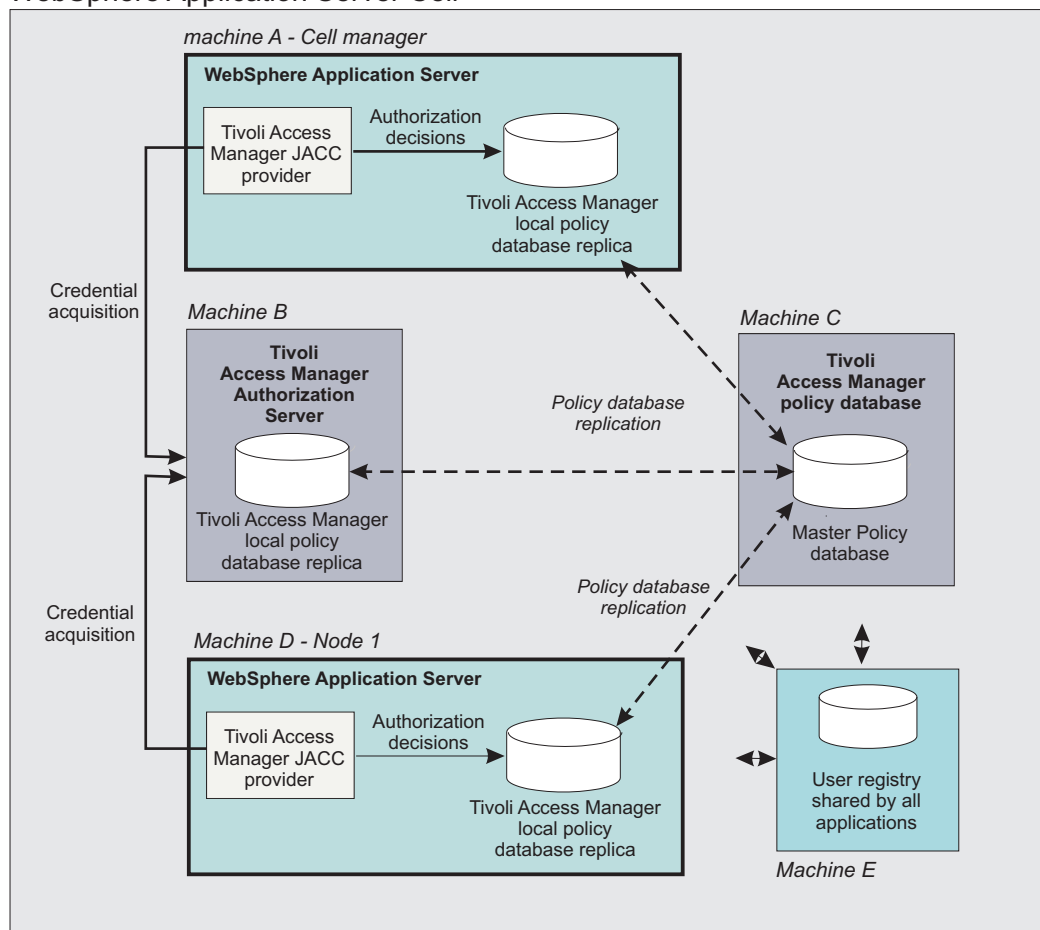 WebSphere Application Server Cell
machine A - Cell manager
WebSphere Application Server
Tivoli Access
Manager JACC
provider
Authorization
decisions
Tivoli Access Manager
local policy
database replica
Credential
acquisition
Machine B
Tivoli
Access Manager
Authorization
Server
Tivoli Access Manager
local policy
database replica
Policy database
replication
Machine C
Tivoli
Access Manager
policy database
Master Policy
database
Policy database
replication
Credential
acquisition
Machine D - Node 1
WebSphere Application Server
Tivoli Access
Manager JACC
provider
Authorization
decisions
Tivoli Access Manager
local policy
database replica
User registry
shared by all
applications
Machine E